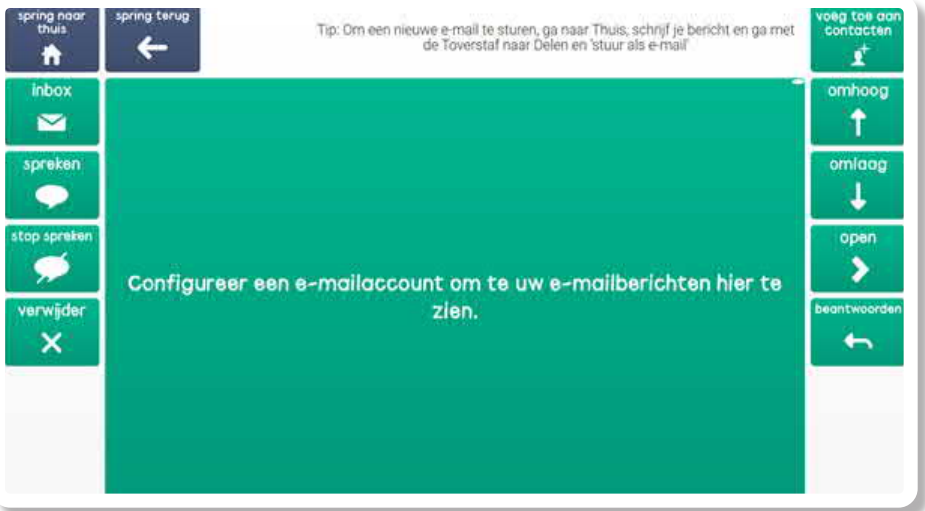 spring naar
thuis
spring terug
Tip: Om een nieuwe e-mail te sturen, ga naar Thuis, schrijf je bericht en ga met
de Toverstaf naar Delen en 'stuur als e-mail'
voeg toe aan
contacten
inbox
omhoog
spreken
omlaag
stop spreken
open
Configureer een e-mailaccount om te uw e-mailberichten hier te
zien.
verwijder
beantwoorden